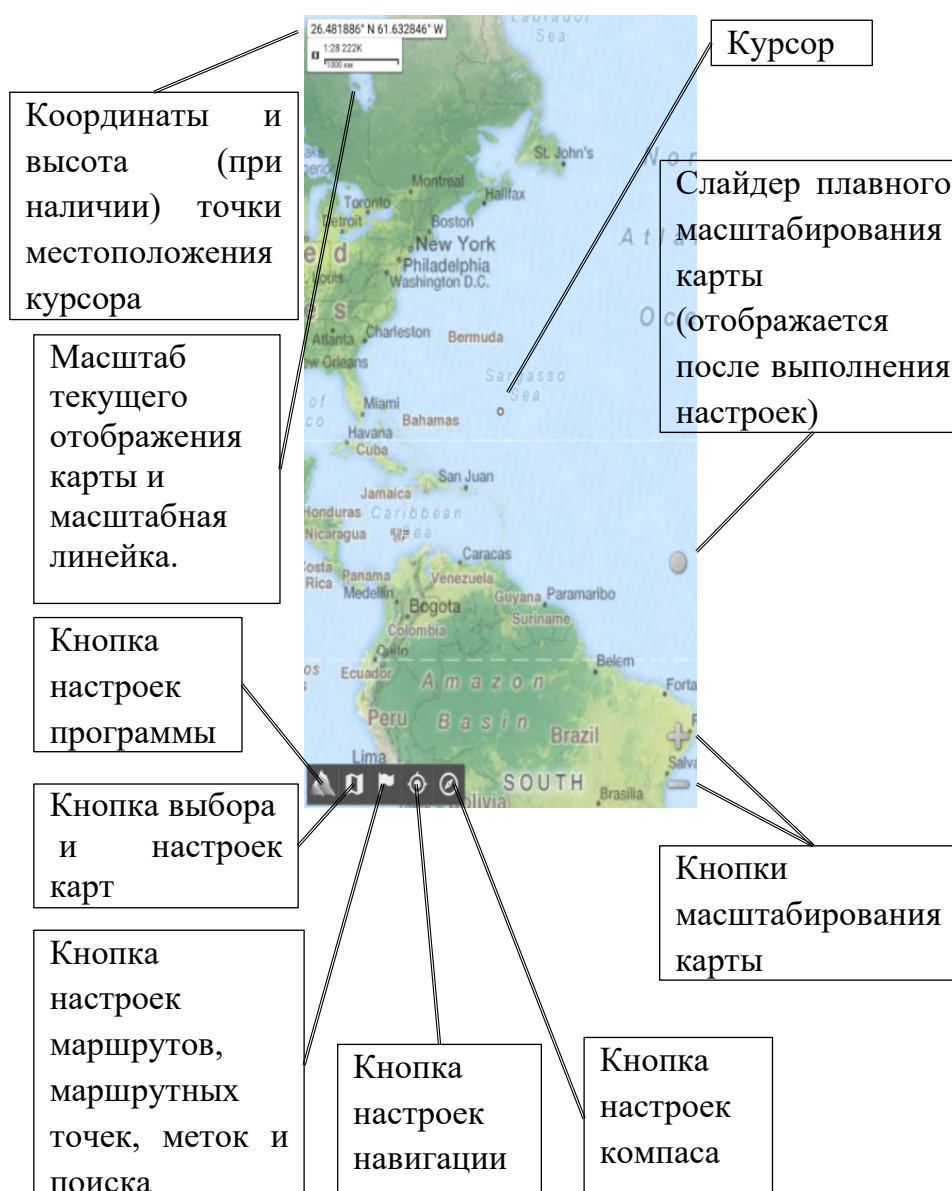 26.481886° N 61.632846° W
1:28 222K
1000 км
Курсор
Координаты и
высота (при
наличии) точки
местоположения
курсора
Слайдер плавного
масштабирования
карты
(отображается
после выполнения
настроек)
Масштаб
текущего
отображения
карты и
масштабная
линейка.
Кнопка
настроек
программы
Кнопка выбора
и настроек
карт
Кнопки
масштабирования
карты
Кнопка
настроек
маршрутов,
маршрутных
точек, меток и
поиска
Кнопка
настроек
навигации
Кнопка
настроек
компаса
Labrador
Sea
St. John's
Montreal
Halifax
Toronto
Detroit
Boston
New York
Philadelphia
Washington D.C.
Louis
Atlanta
Charleston
Bermuda
New Orleans
Sargasso
Sea
Miami
Bahamas
Havana
Cuba
San Juan
Jamaica
Honduras
Caribbean
Sea
Nicaragua
Caracas
Costa
Rica
Panama
Venezuela
Medellin
Guyana
Paramaribo
Bogota
Suriname
Colombia
Quito
Ecuador
Belem
Amazon
Basin
Forta
Peru
Brazil
Lima
Salva
SOUTH
Bolivia
Brasilia